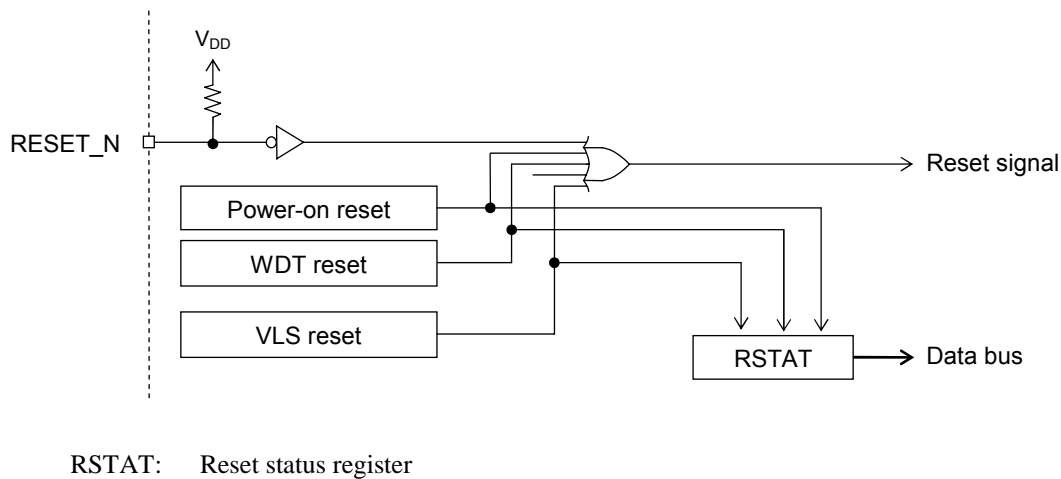 VDD
RESET_N
Reset signal
Power-on reset
WDT reset
VLS reset
RSTAT
Data bus
RSTAT: Reset status register